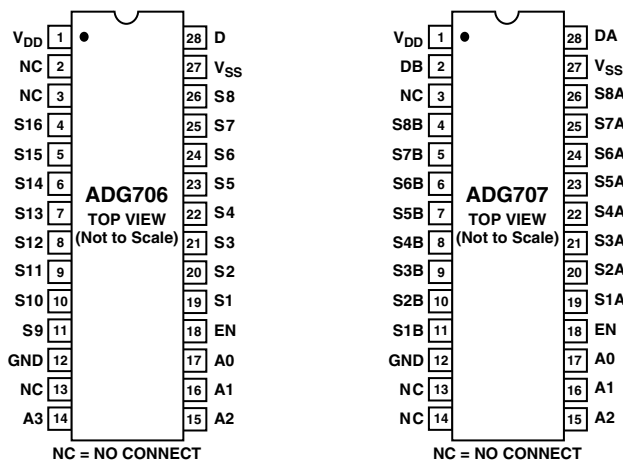 VDD 1 28 D
NC 2 27 VSS
NC 3 26 S8
S16 4 25 S7
S15 5 24 S6
S14 6 23 S5
S13 7 22 S4
S12 8 21 S3
S11 9 20 S2
S10 10 19 S1
S9 11 18 EN
GND 12 17 A0
NC 13 16 A1
A3 14 15 A2
ADG706
TOP VIEW
(Not to Scale)
NC = NO CONNECT
VDD 1 28 DA
DB 2 27 VSS
NC 3 26 S8A
S8B 4 25 S7A
S7B 5 24 S6A
S6B 6 23 S5A
S5B 7 22 S4A
S4B 8 21 S3A
S3B 9 20 S2A
S2B 10 19 S1A
S1B 11 18 EN
GND 12 17 A0
NC 13 16 A1
NC 14 15 A2
ADG707
TOP VIEW
(Not to Scale)
NC = NO CONNECT